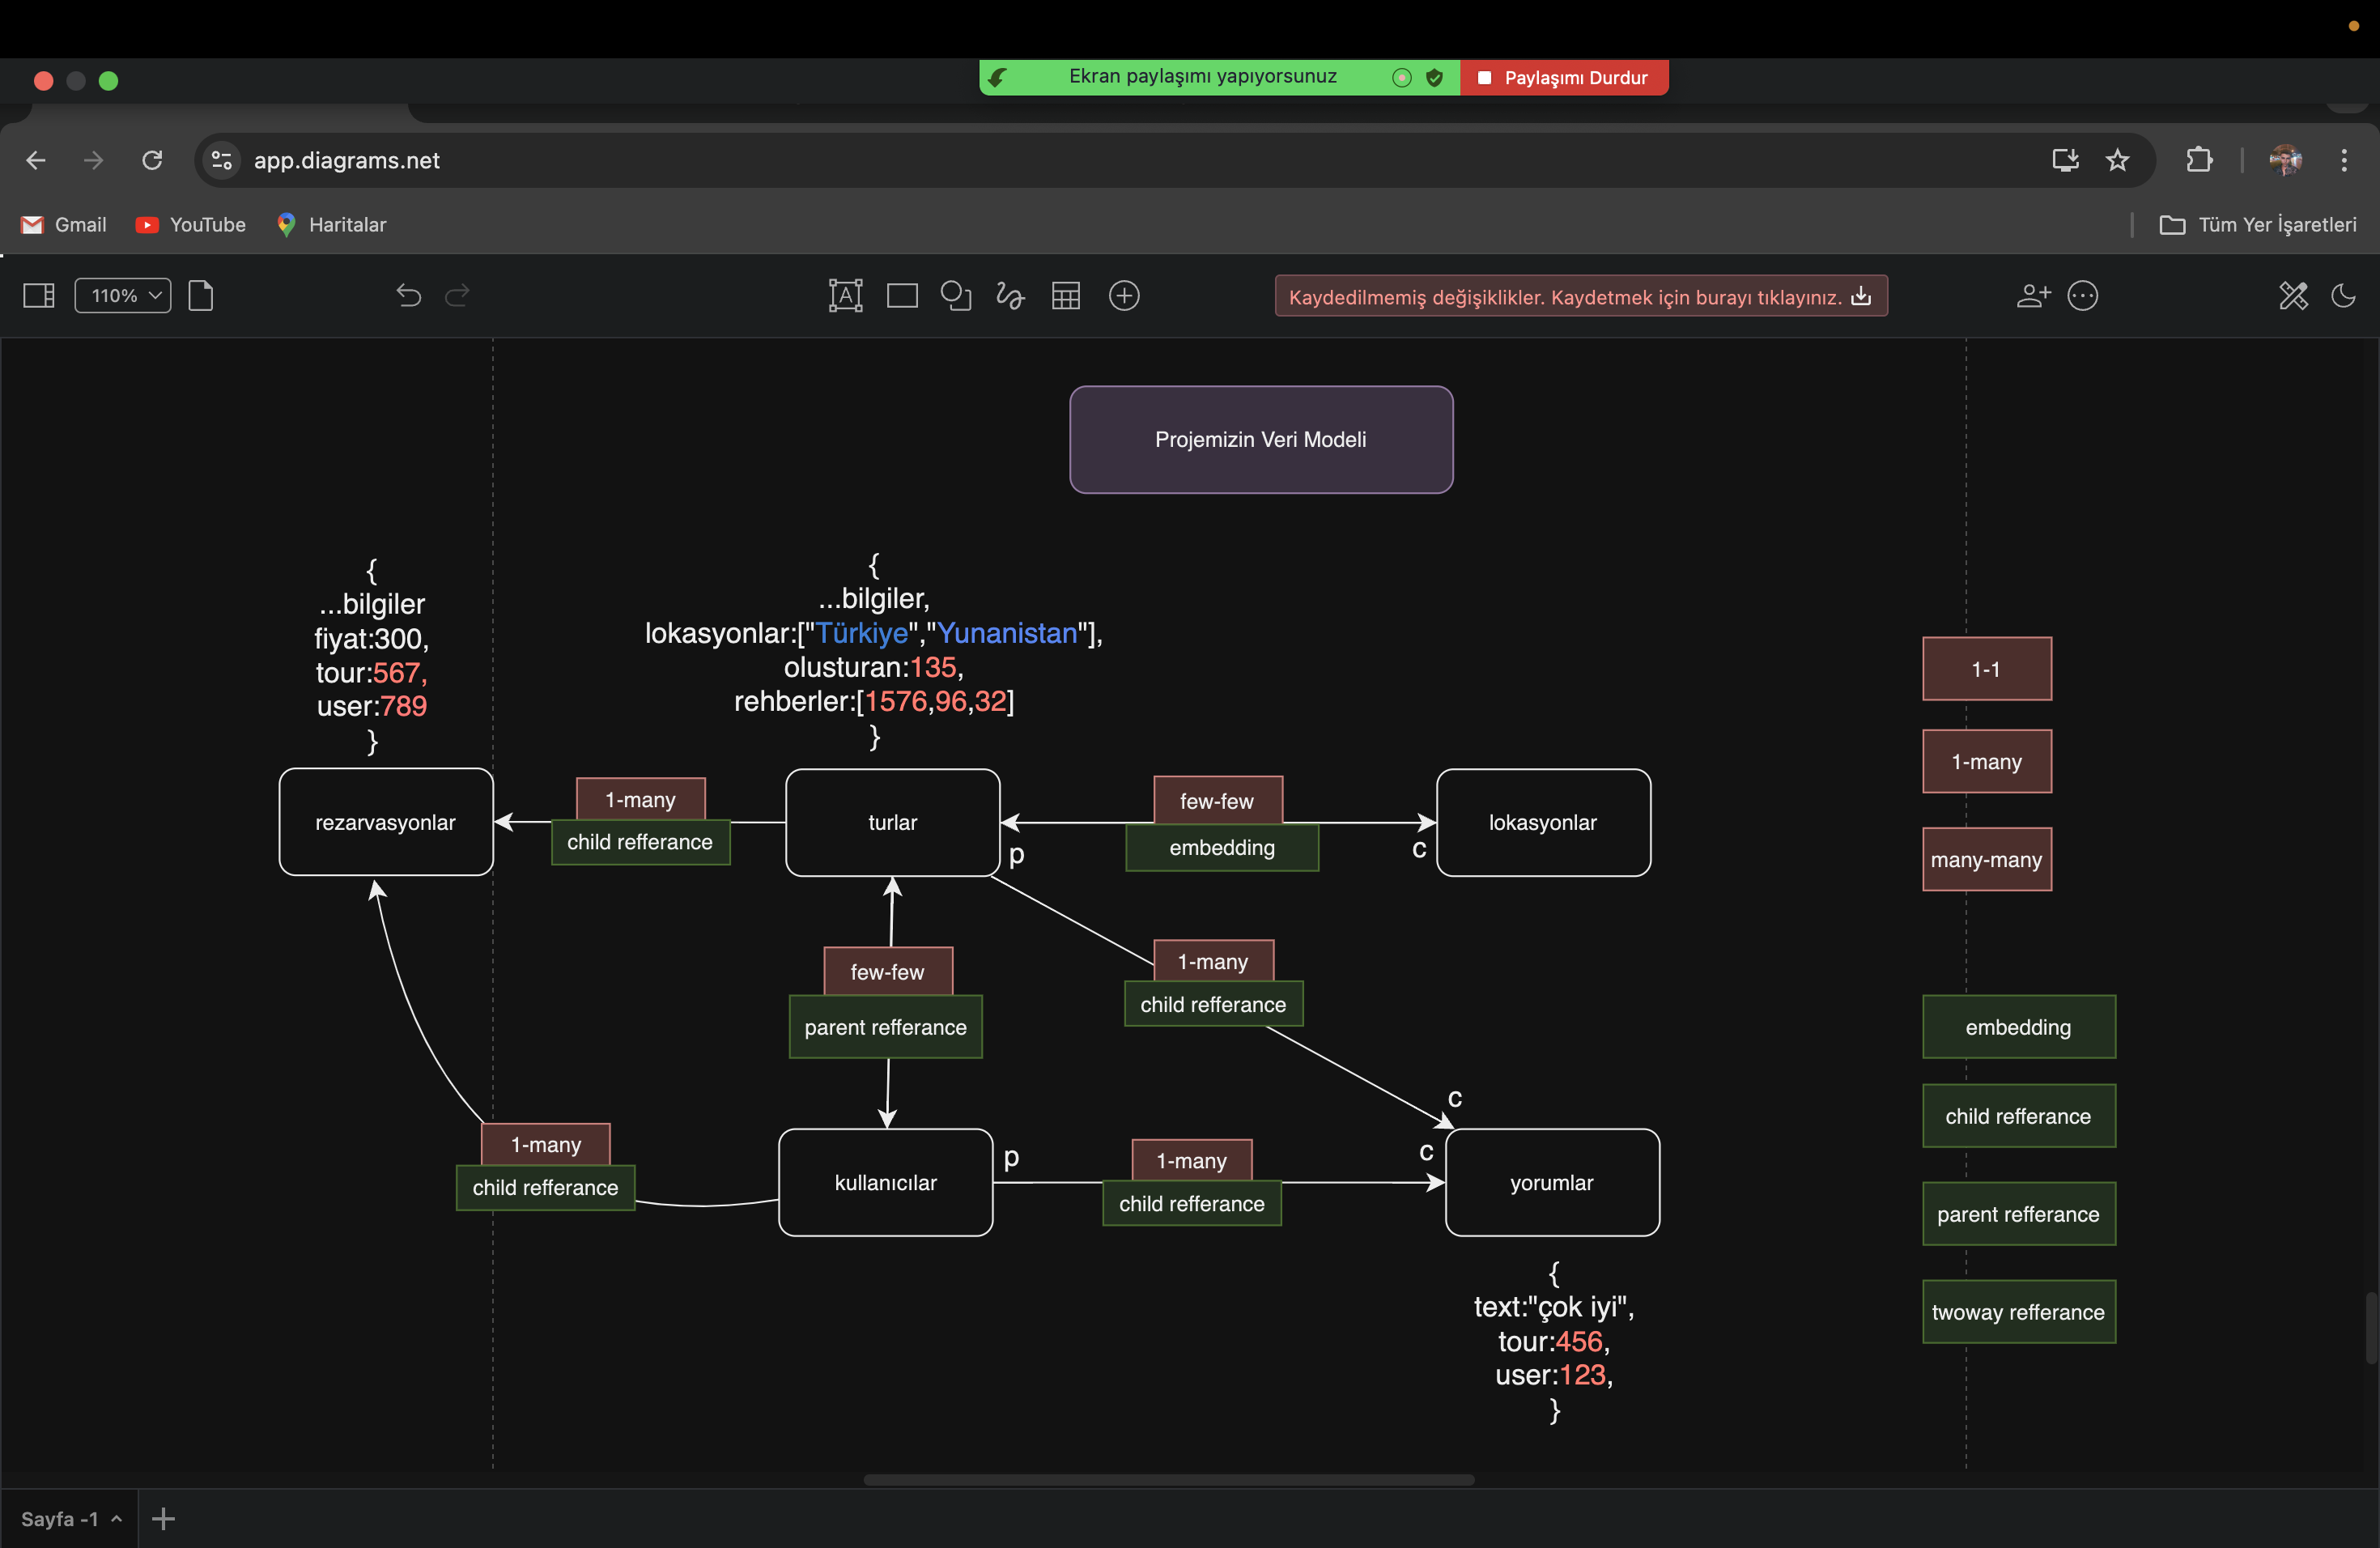 Ekran paylaşımı yapıyorsunuz
Paylaşımı Durdur
app.diagrams.net
Gmail
YouTube
Haritalar
Tüm Yer İşaretleri
110%
A
Kaydedilmemiş değişiklikler. Kaydetmek için burayı tıklayınız.
Projemizin Veri Modeli
{
...bilgiler
fiyat:300,
tour:567,
user:789
}
{
...bilgiler,
lokasyonlar:["Türkiye","Yunanistan"],
olusturan:135,
rehberler:[1576,96,32]
}
rezarvasyonlar
1-many
child refferance
turlar
p
few-few
embedding
c
lokasyonlar
few-few
parent refferance
1-many
child refferance
c
1-many
child refferance
kullanıcılar
p
1-many
child refferance
c
yorumlar
{
text:"çok iyi",
tour:456,
user:123,
}
1-1
1-many
many-many
embedding
child refferance
parent refferance
twoway refferance
Sayfa -1